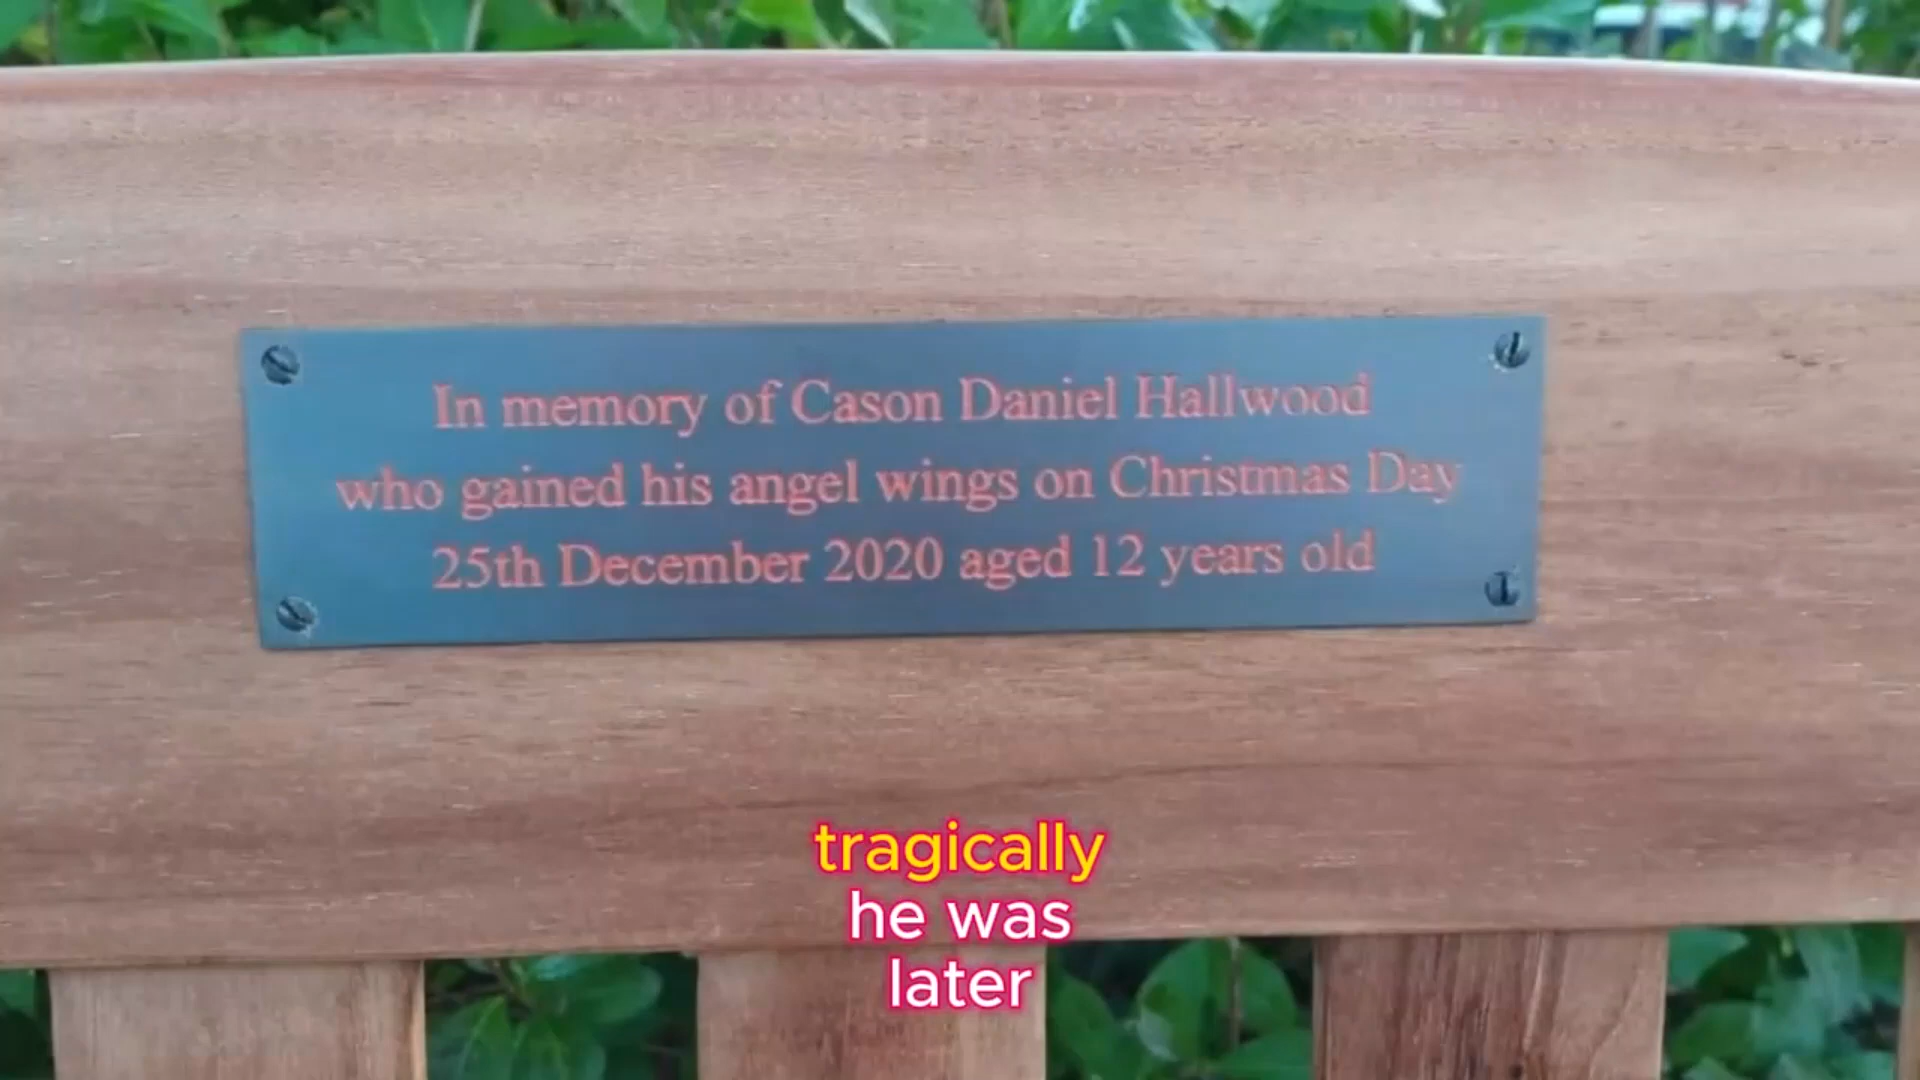 In memory of Cason Daniel Hallwood
who gained his angel wings on Christmas Day
25th December 2020 aged 12 years old
tragically
he was
later